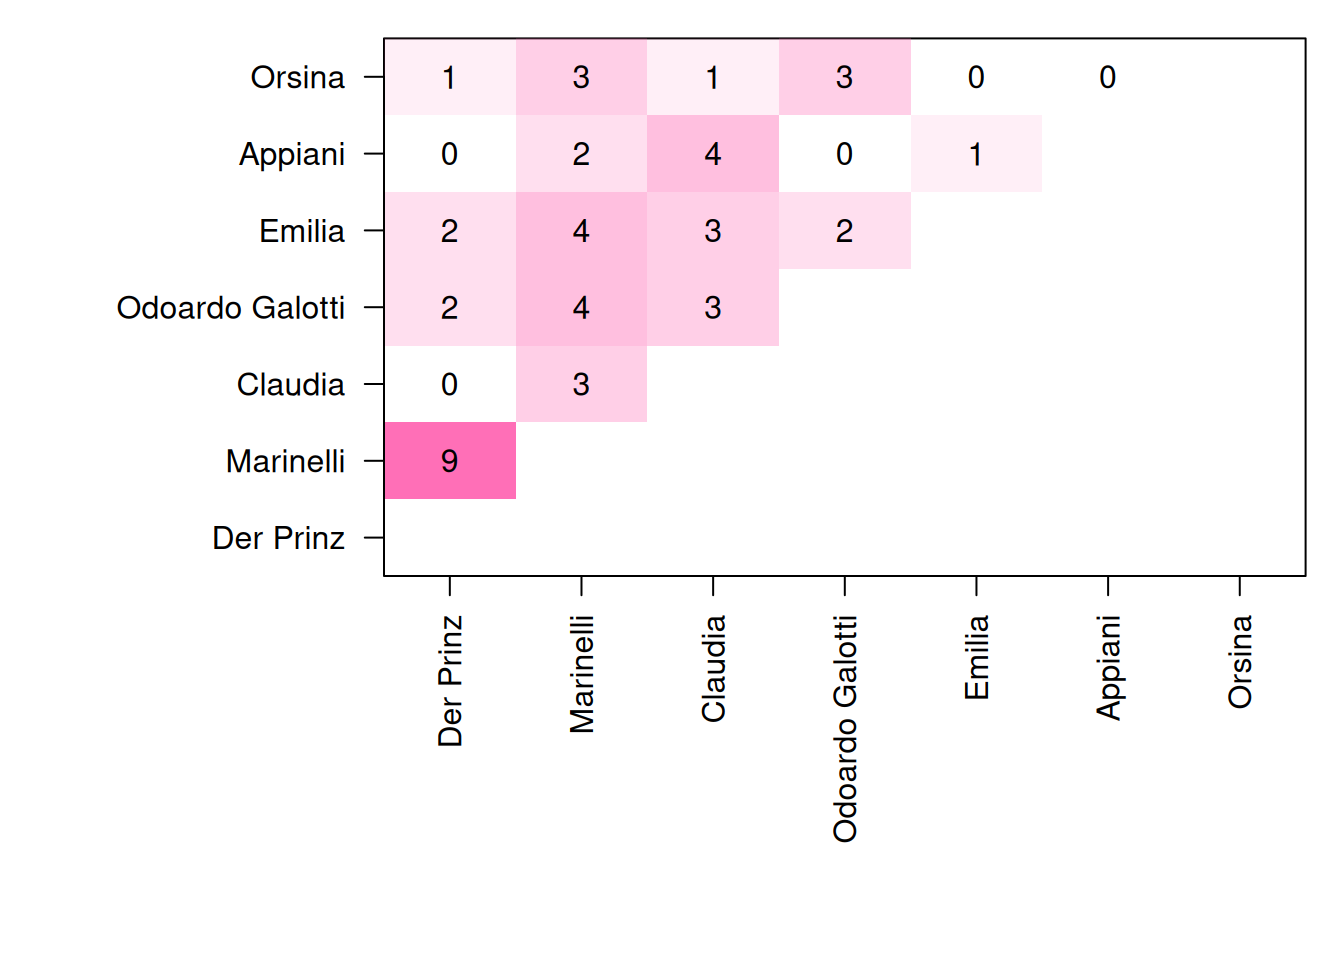 Orsina 1 3 1 3 0 0
Appiani 0 2 4 0 1
Emilia 2 4 3 2
Odoardo Galotti 2 4 3
Claudia 0 3
Marinelli 9
Der Prinz
Der Prinz
Marinelli
Claudia
Odoardo Galotti
Emilia
Appiani
Orsina